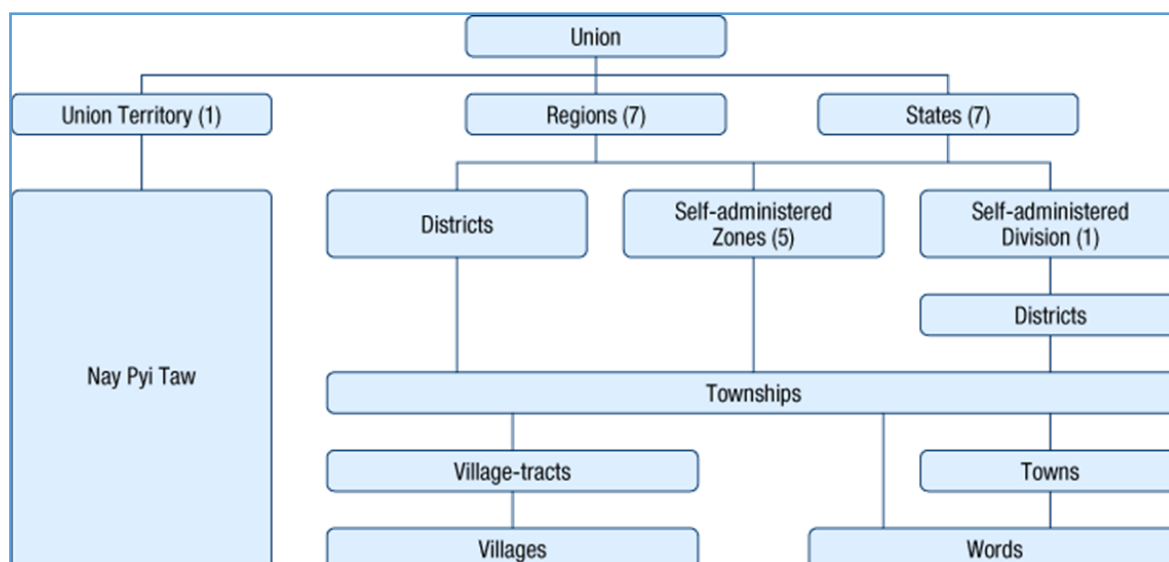 Union
Union Territory (1)
Regions (7)
States (7)
Districts
Self-administered
Zones (5)
Self-administered
Division (1)
Districts
Nay Pyi Taw
Townships
Village-tracts
Towns
Villages
Words